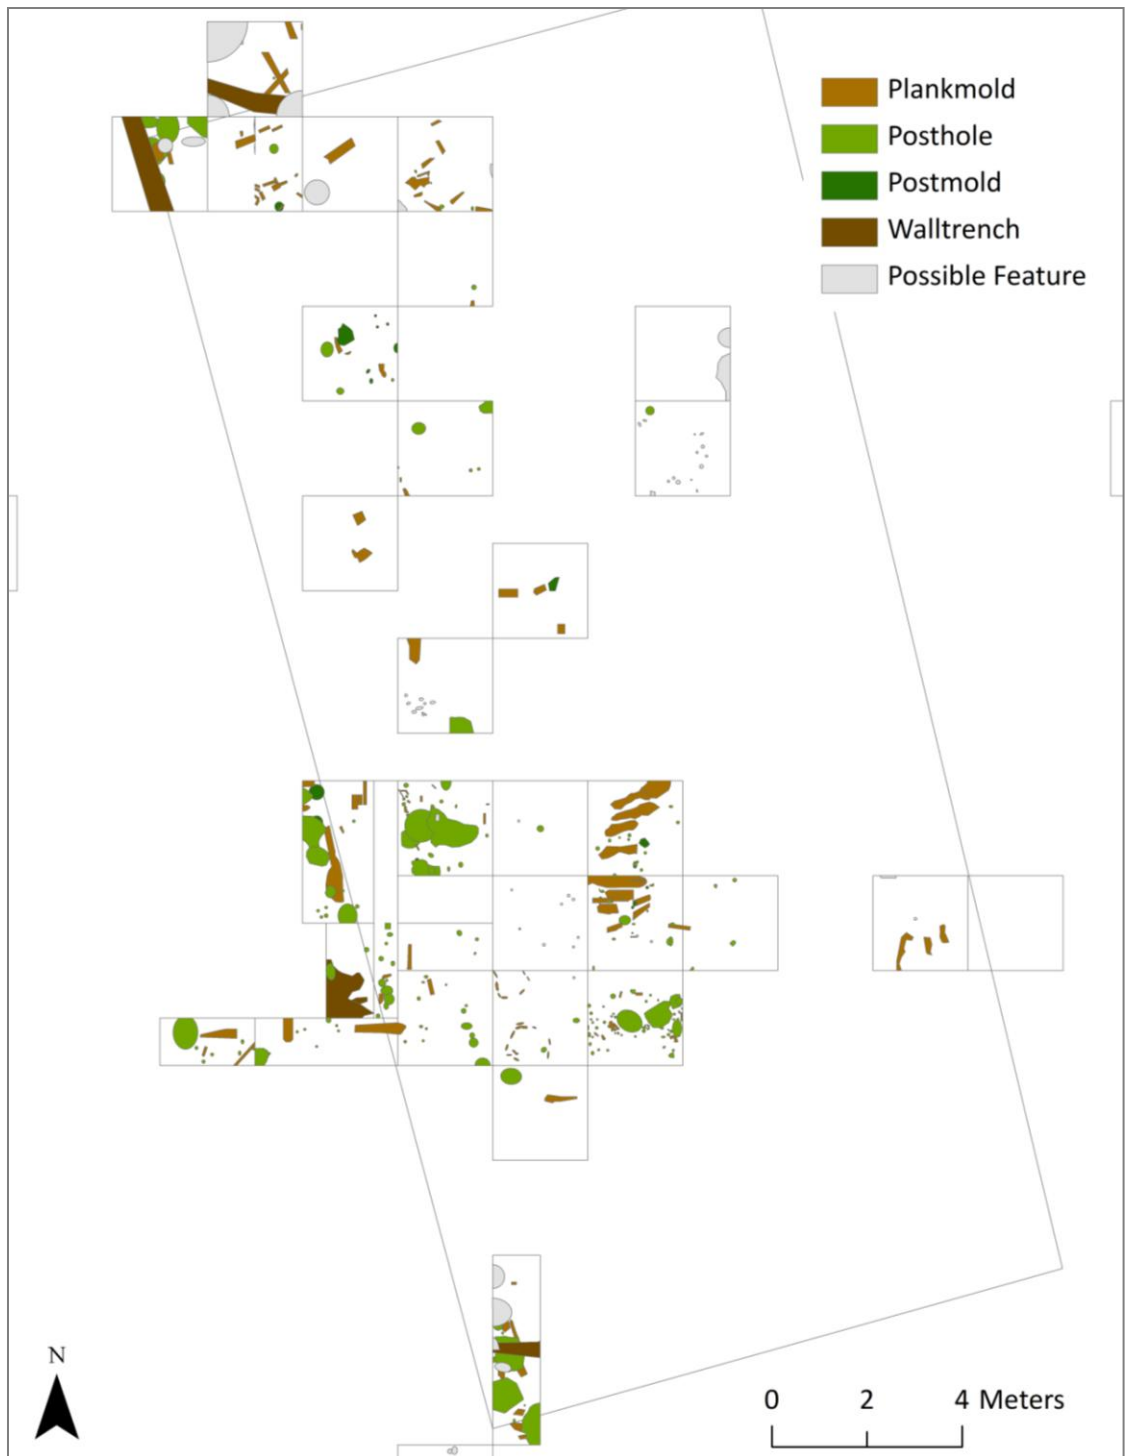 Plankmold
Posthole
Postmold
Walltrench
Possible Feature
N
0 2 4 Meters